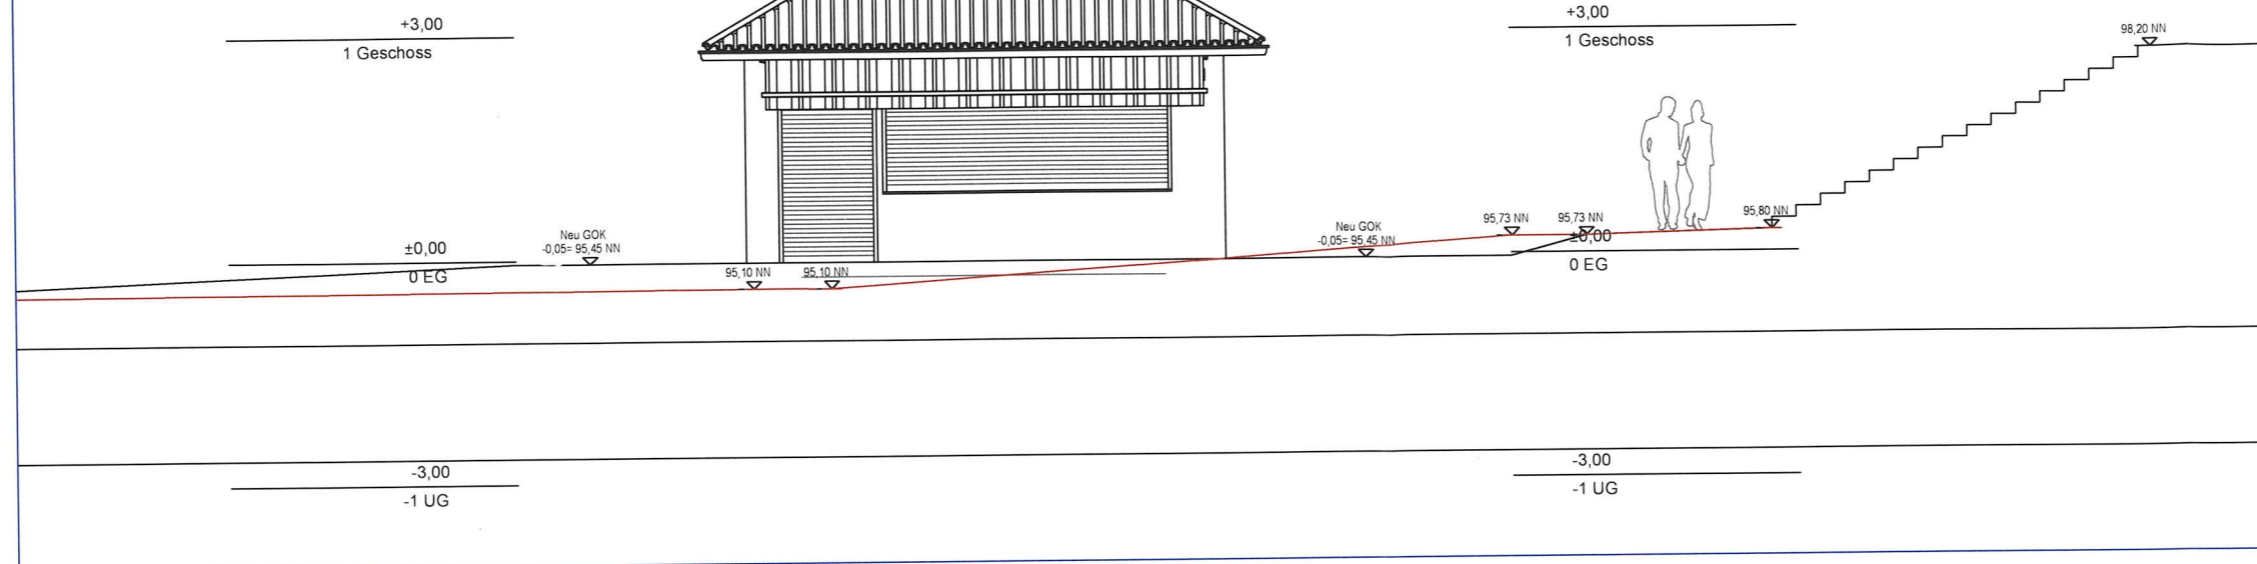 +3,00
1 Geschoss
+3,00
1 Geschoss
98,20 NN
±0,00
0 EG
Neu GOK
-0,05= 95,45 NN
95,10 NN
95,10 NN
Neu GOK
-0,05= 95,45 NN
95,73 NN
95,73 NN
±0,00
0 EG
95,80 NN
-3,00
-1 UG
-3,00
-1 UG